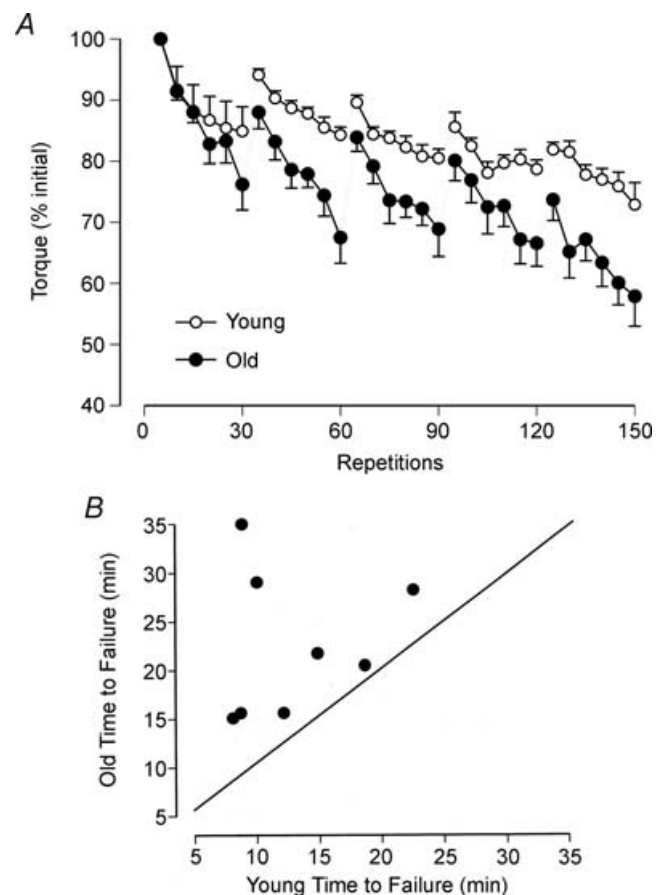 A
100
90
80
70
60
50
40
Torque (% initial)
Young
Old
0 30 60 90 120 150
Repetitions
B
35
30
25
20
15
10
5
Old Time to Failure (min)
5 10 15 20 25 30 35
Young Time to Failure (min)